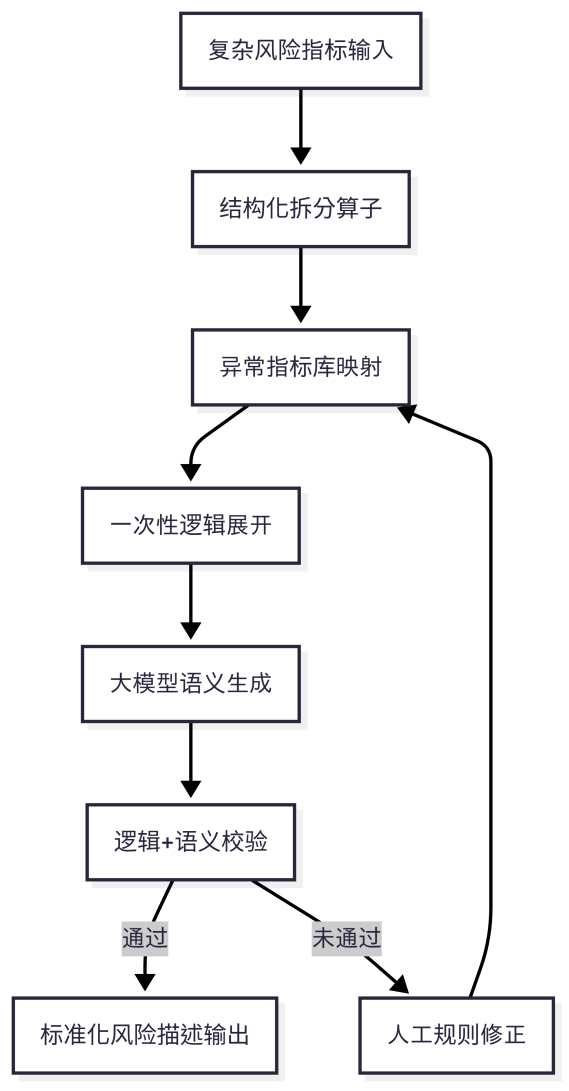 复杂风险指标输入
结构化拆分算子
异常指标库映射
一次性逻辑展开
大模型语义生成
逻辑+语义校验
通过
未通过
标准化风险描述输出
人工规则修正